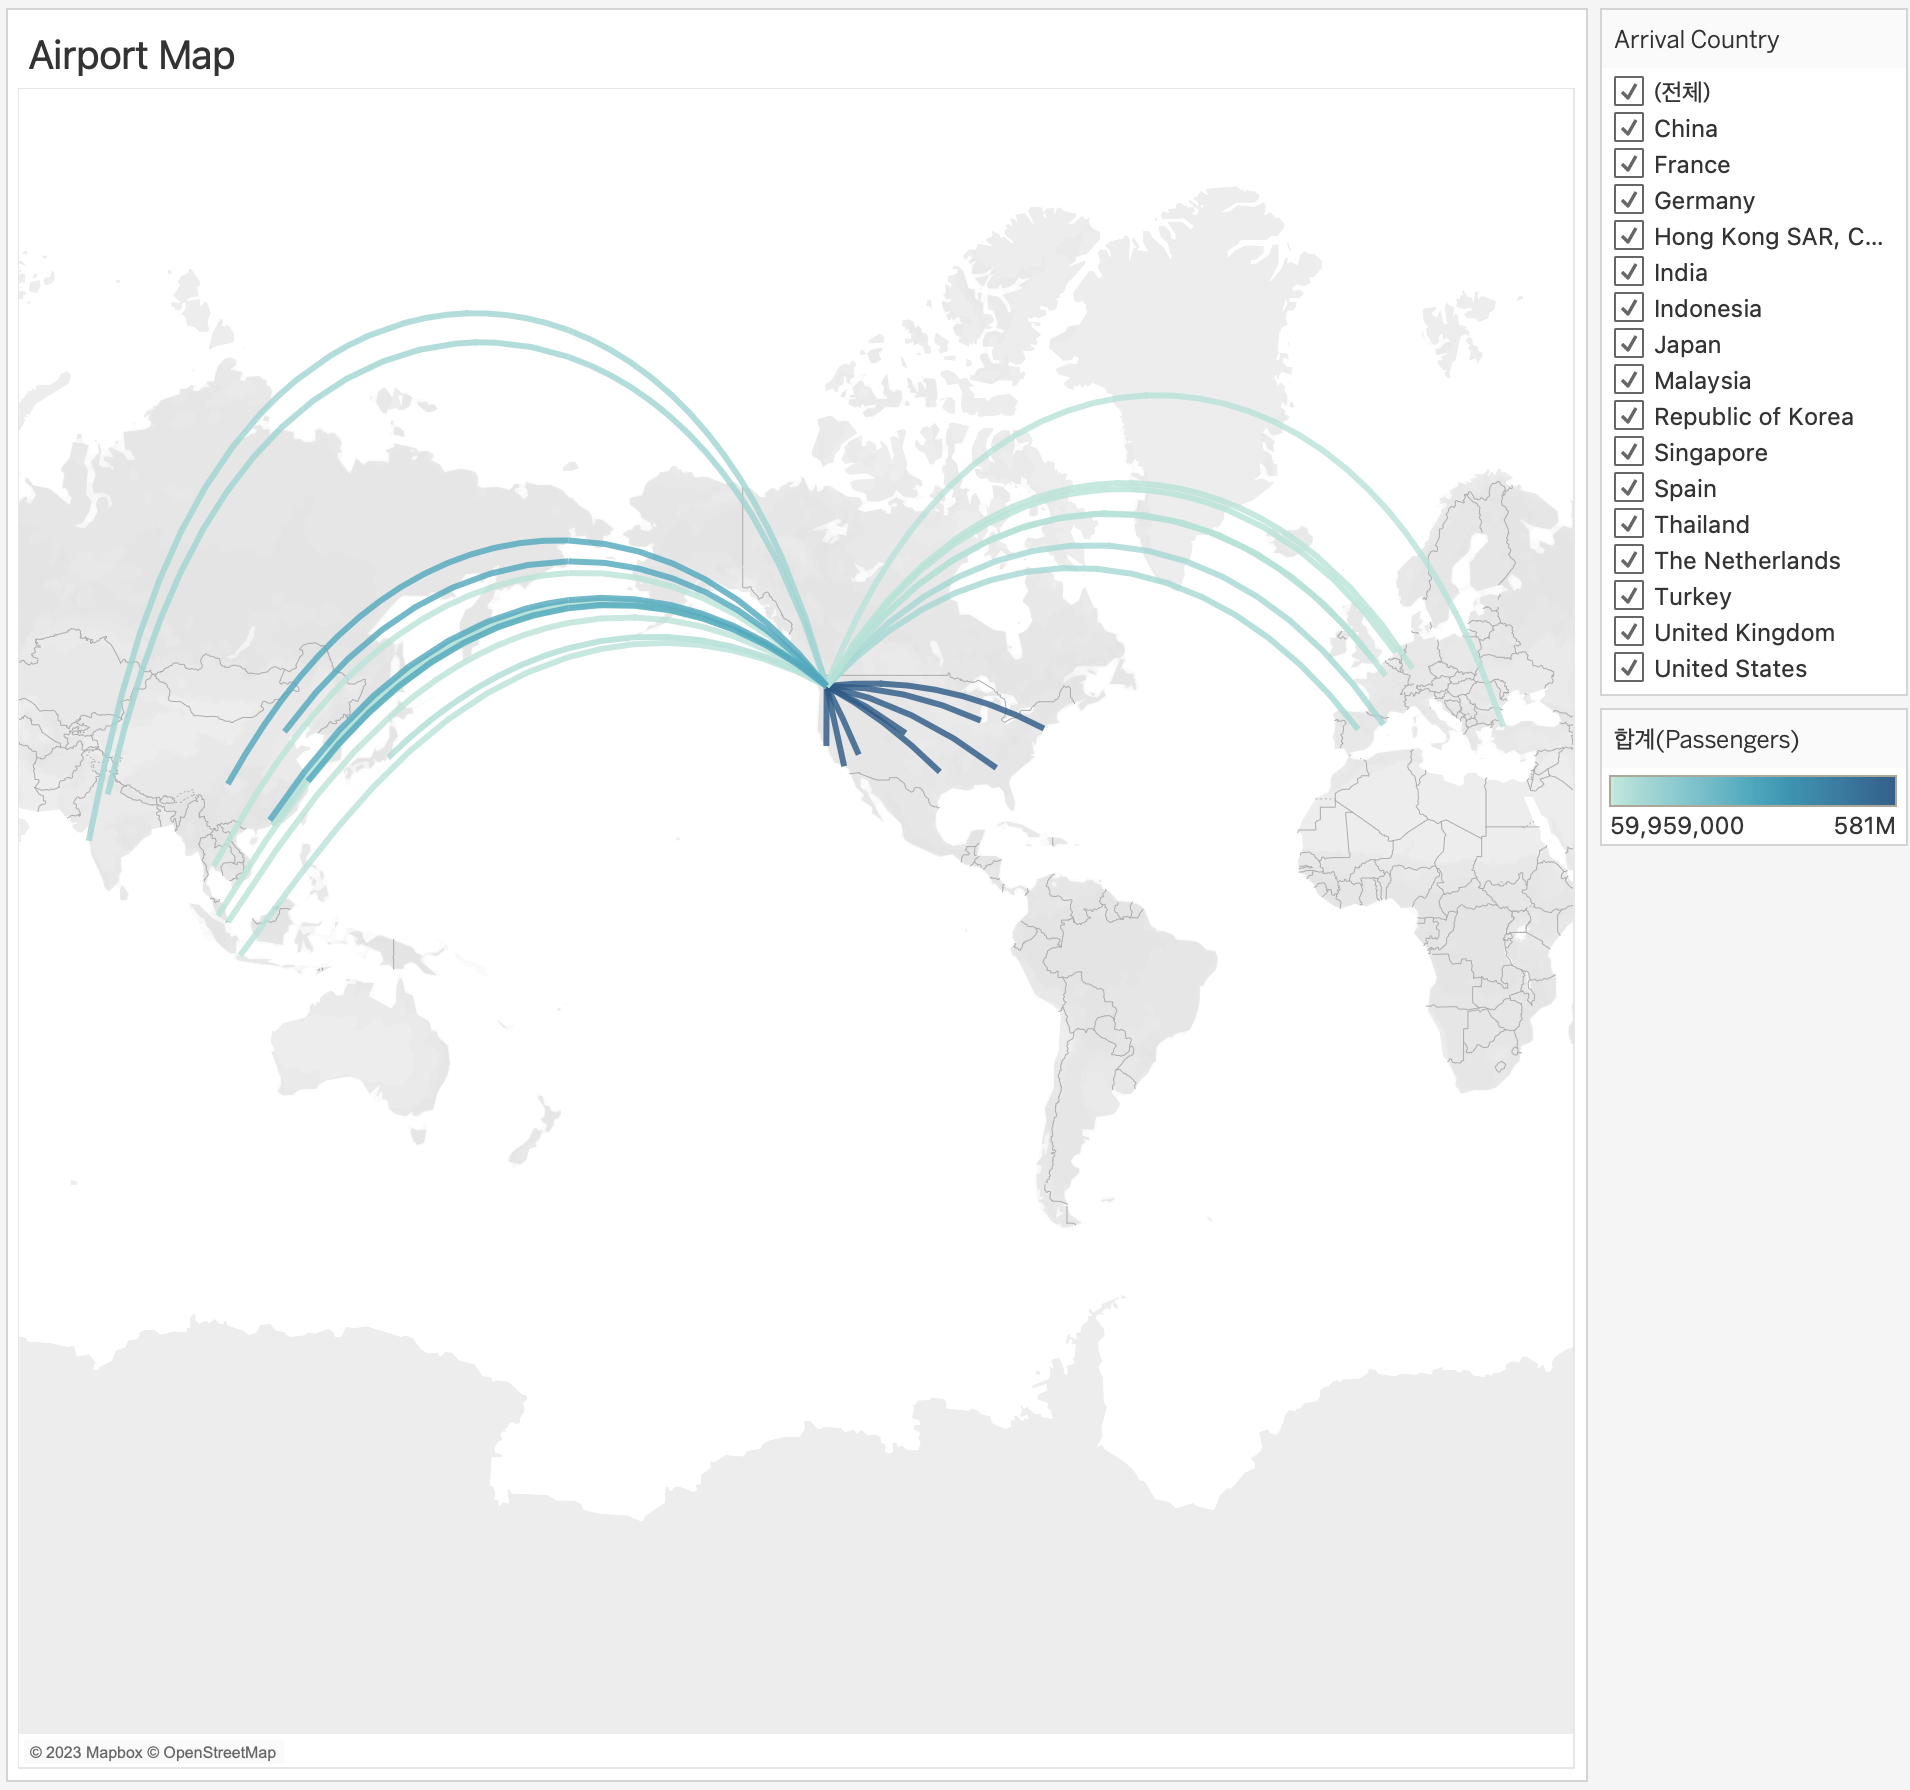 Airport Map
Arrival Country
(전체)
China
France
Germany
Hong Kong SAR, C...
India
Indonesia
Japan
Malaysia
Republic of Korea
Singapore
Spain
Thailand
The Netherlands
Turkey
United Kingdom
United States
합계(Passengers)
59,959,000 581M
© 2023 Mapbox © OpenStreetMap